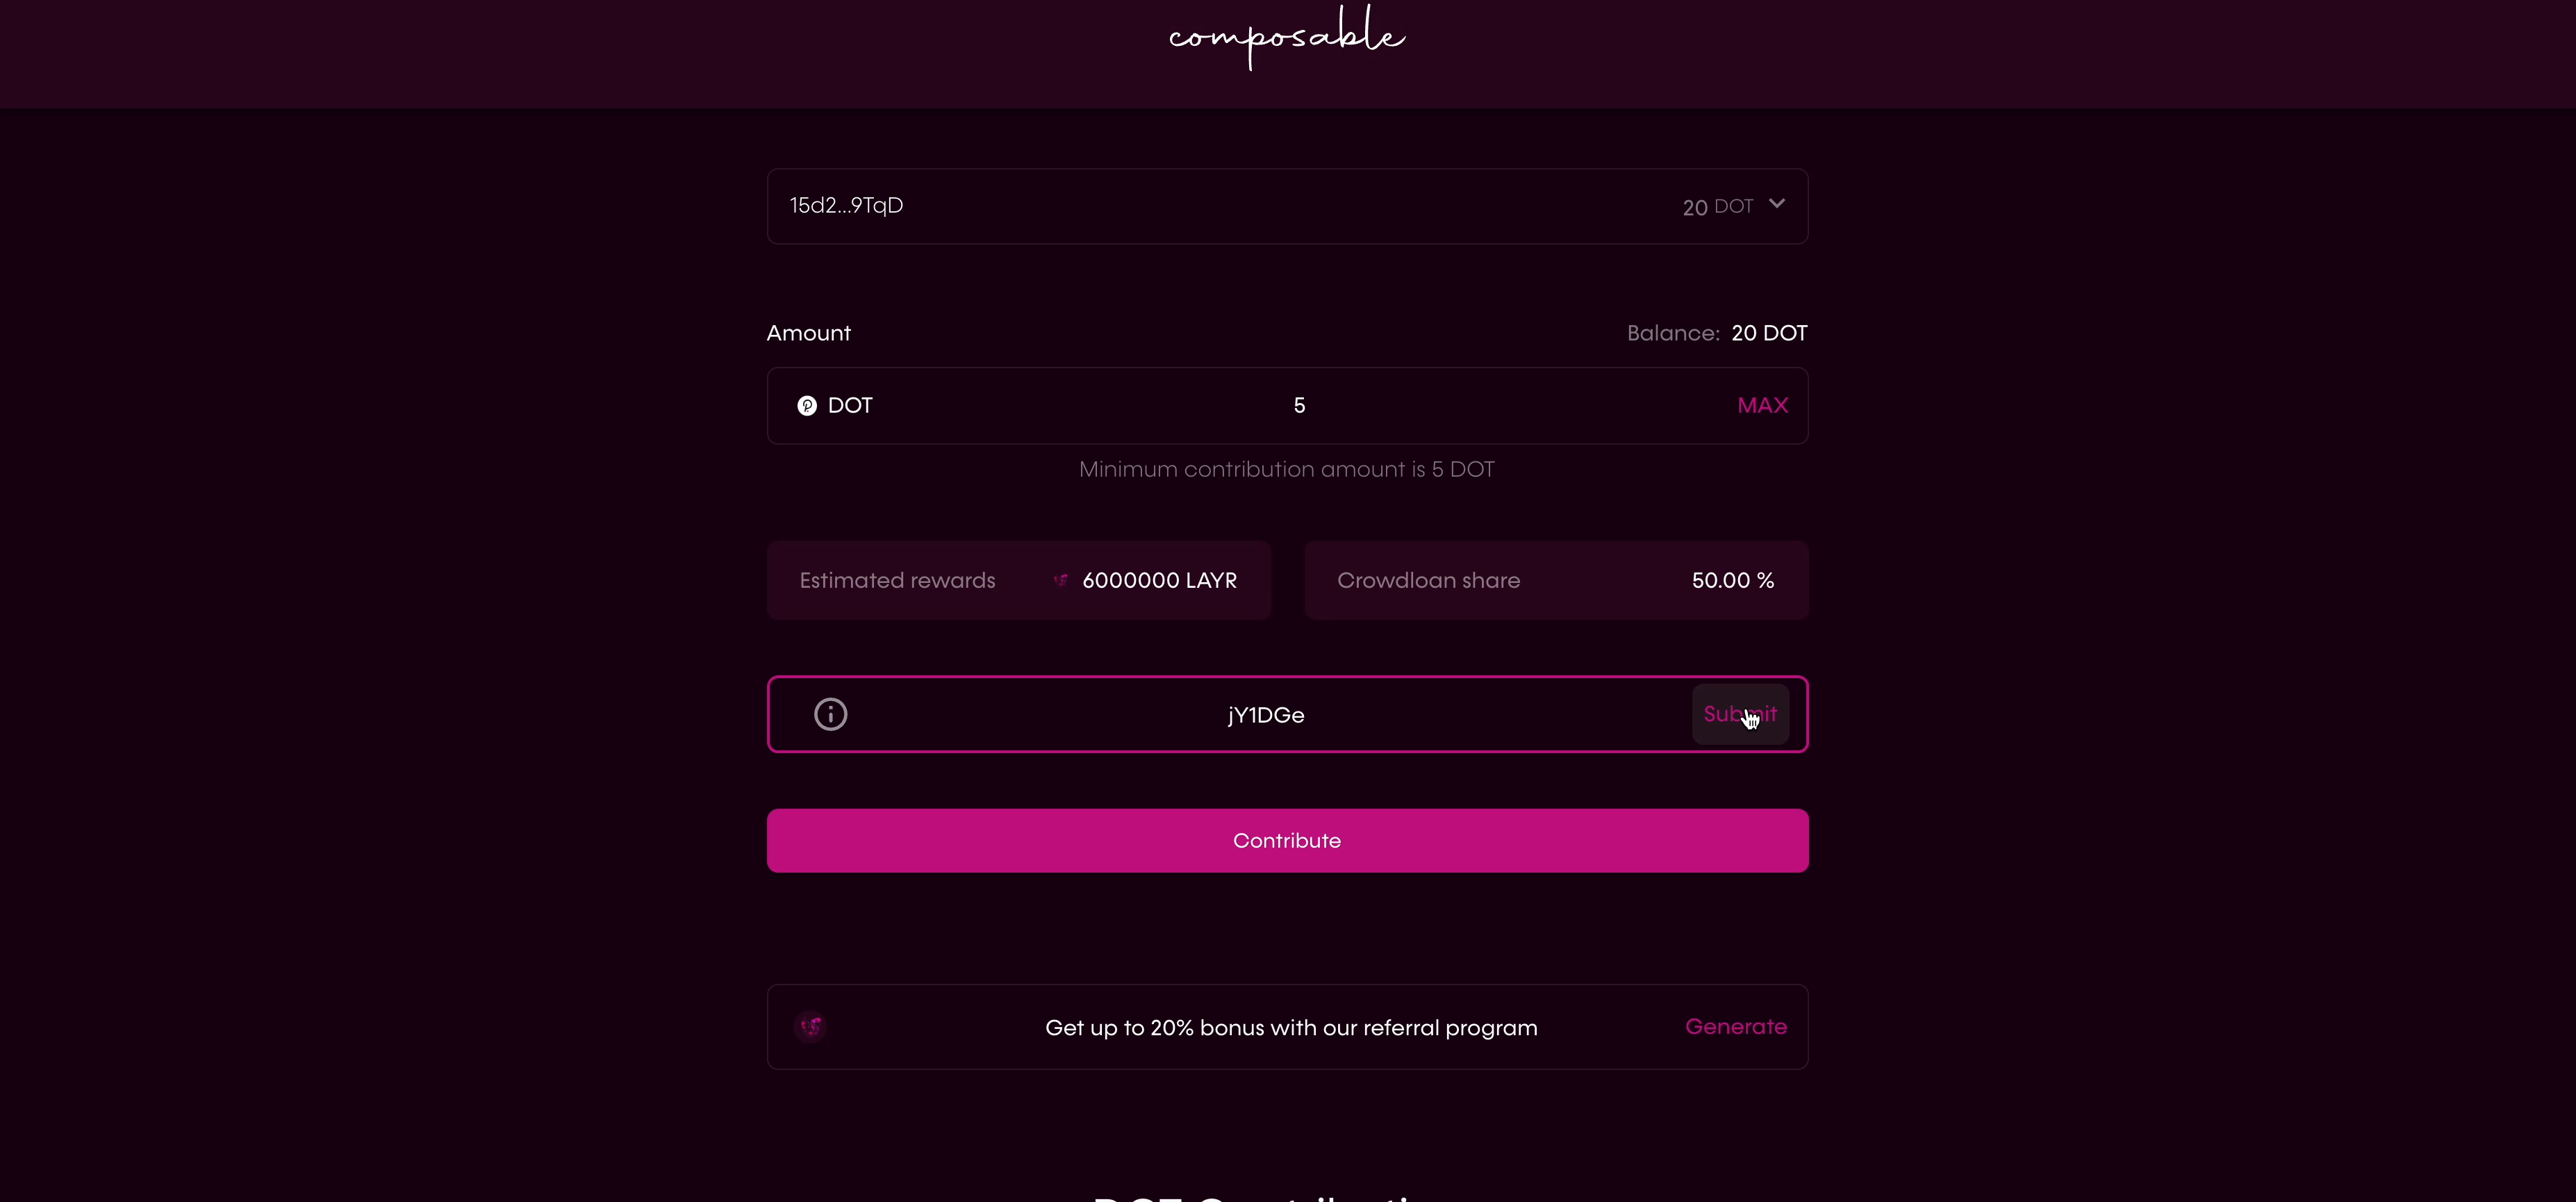 composable
15d2...9TqD 20 DOT
Amount Balance: 20 DOT
DOT 5 MAX
Minimum contribution amount is 5 DOT
Estimated rewards 6000000 LAYR Crowdloan share 50.00 %
jY1DGe Submit
Contribute
Get up to 20% bonus with our referral program Generate